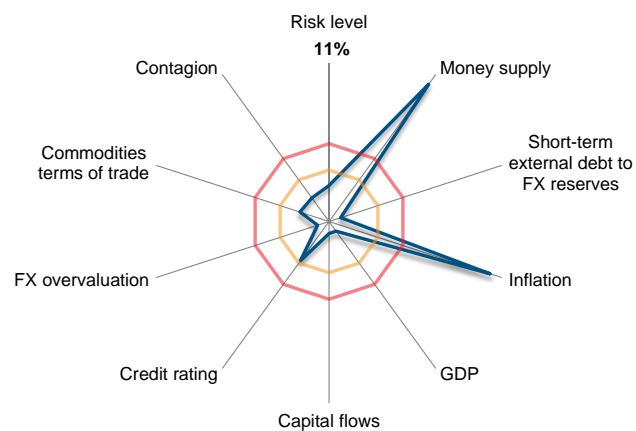 Risk level
11%
Contagion
Money supply
Commodities
terms of trade
Short-term
external debt to
FX reserves
FX overvaluation
Inflation
Credit rating
GDP
Capital flows